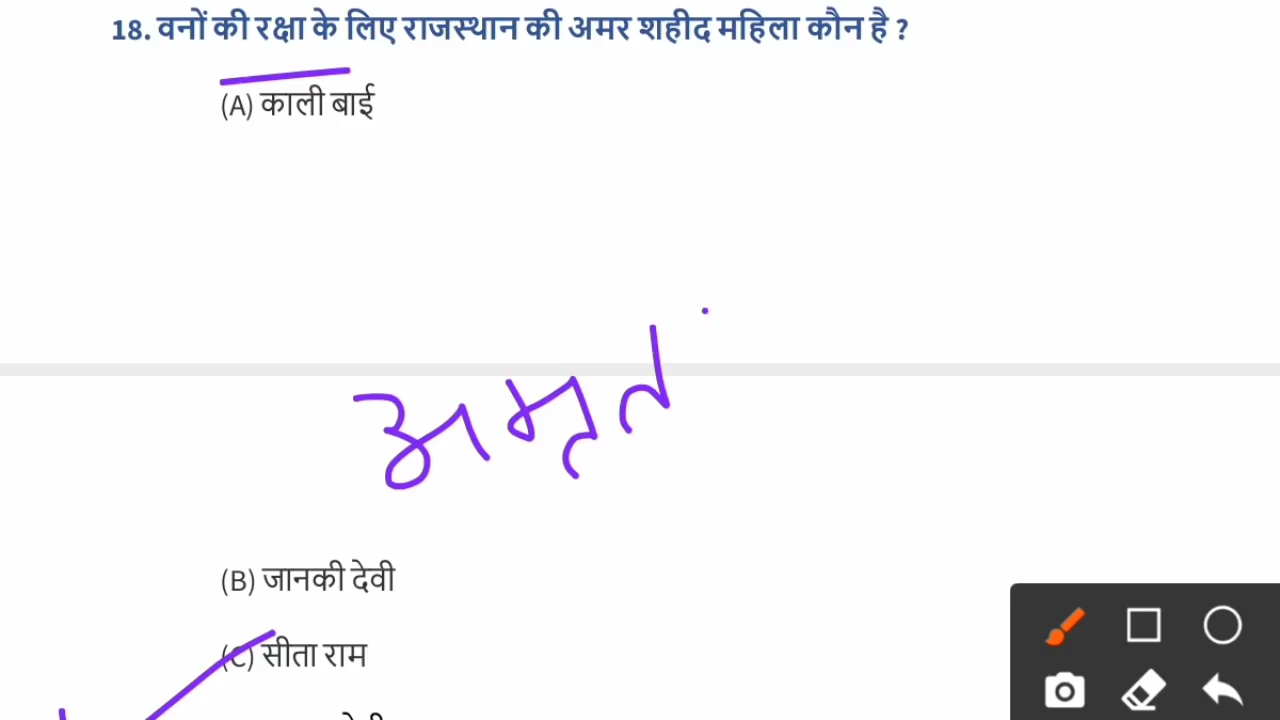 18. वनों की रक्षा के लिए राजस्थान की अमर शहीद महिला कौन है ?
(A) काली बाई
अमृत
(B) जानकी देवी
(C) सीता राम